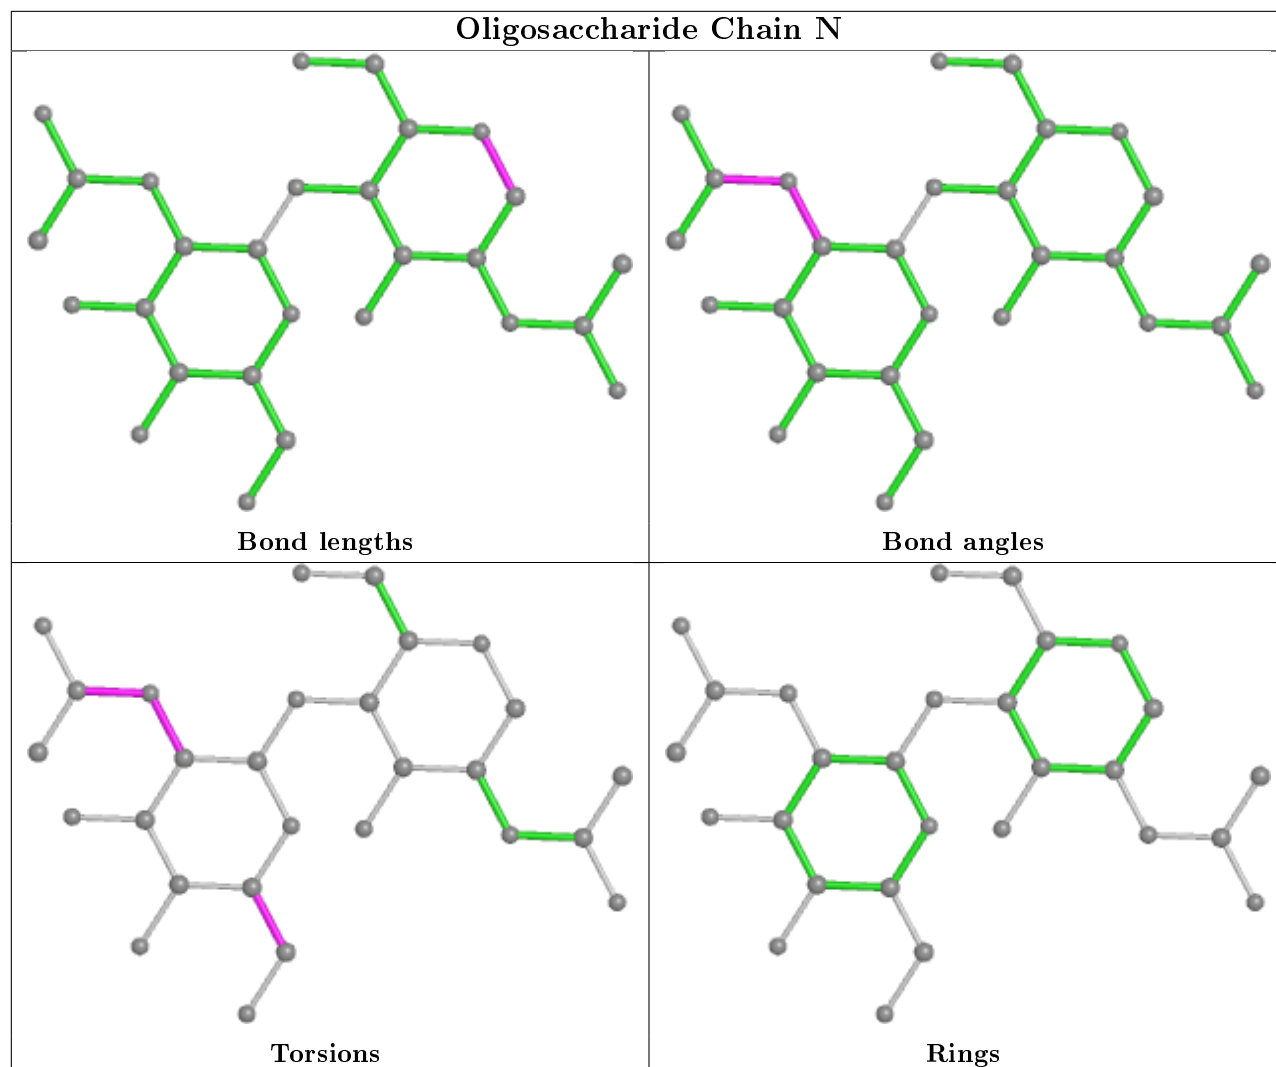 Oligosaccharide Chain N
Bond lengths
Bond angles
Torsions
Rings